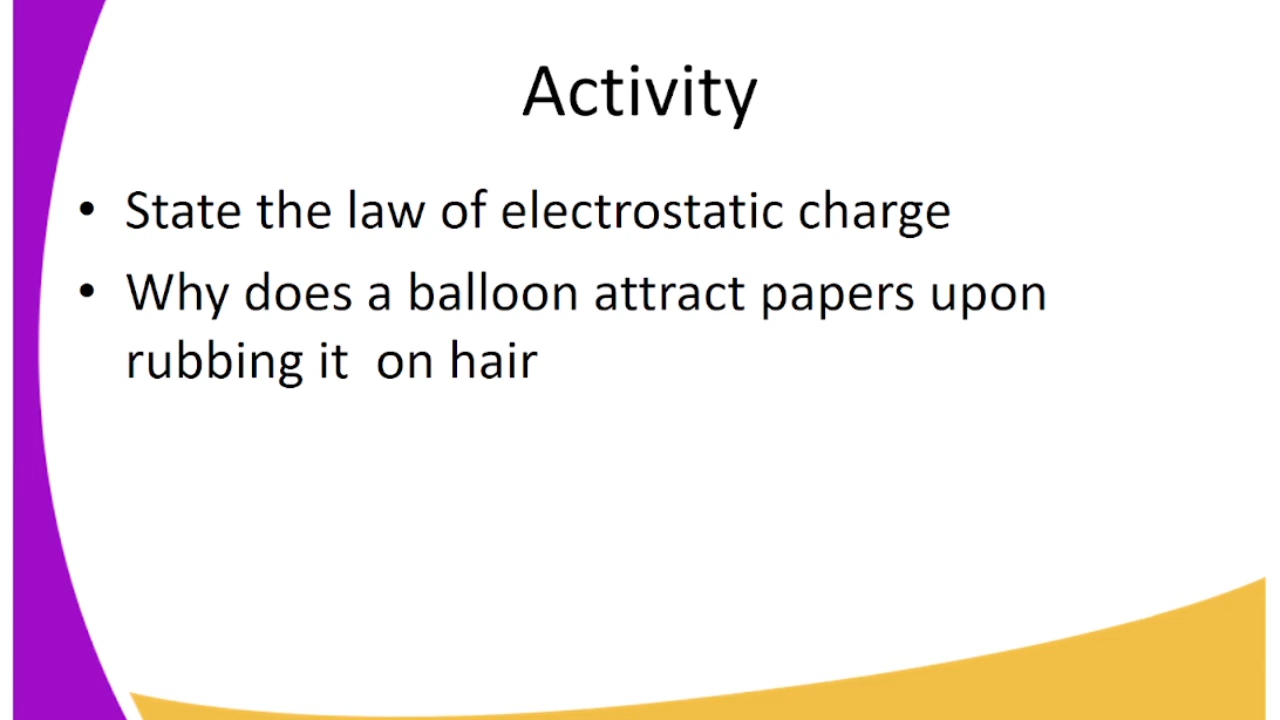 Activity
• State the law of electrostatic charge
• Why does a balloon attract papers upon
rubbing it  on hair